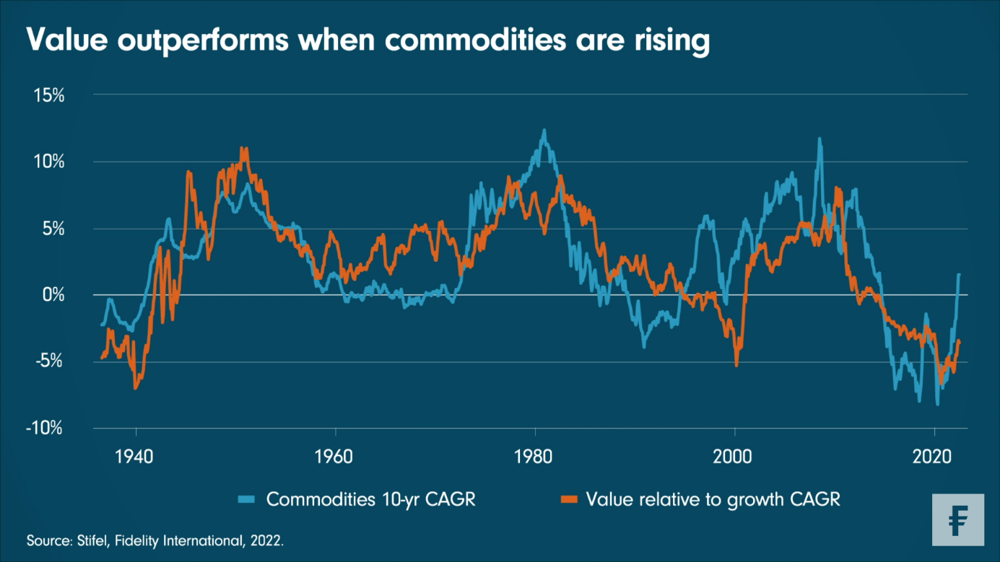 Value outperforms when commodities are rising
15%
10%
5%
0%
-5%
-10%
1940 1960 1980 2000 2020
Commodities 10-yr CAGR Value relative to growth CAGR
Source: Stifel, Fidelity International, 2022.